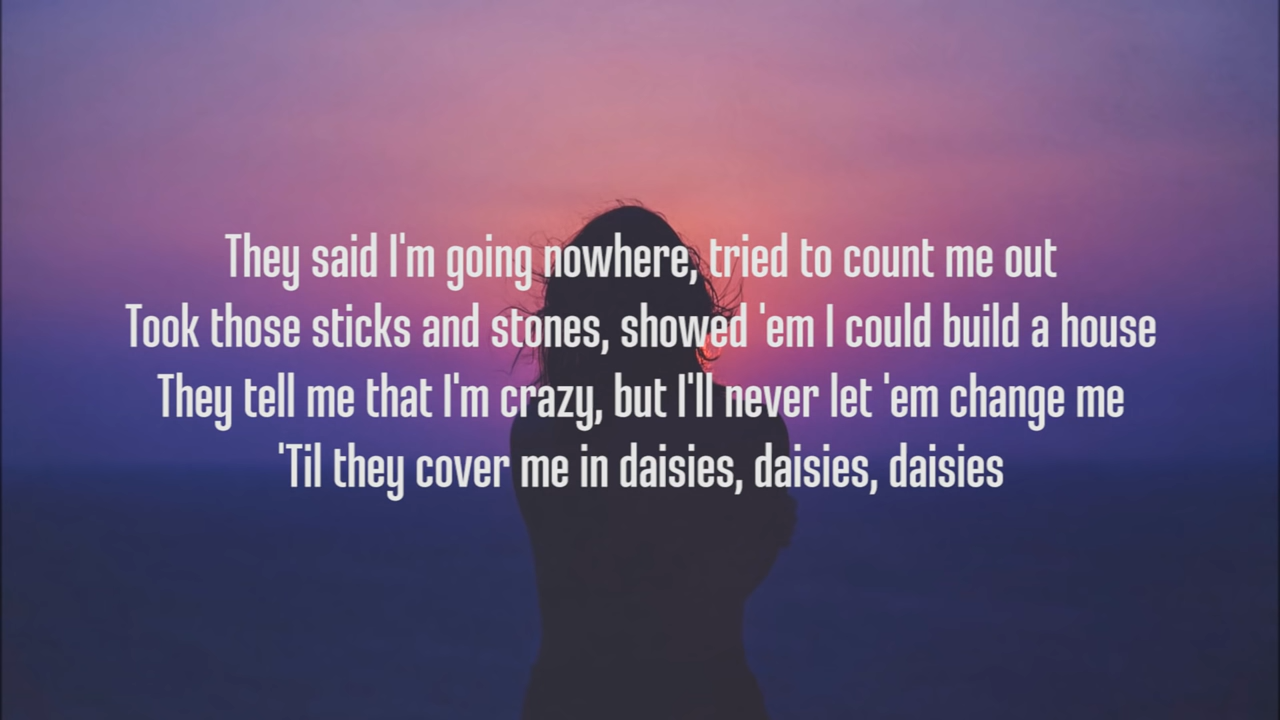 They said I'm going nowhere, tried to count me out
Took those sticks and stones, showed 'em I could build a house
They tell me that I'm crazy, but I'll never let 'em change me
'Til they cover me in daisies, daisies, daisies